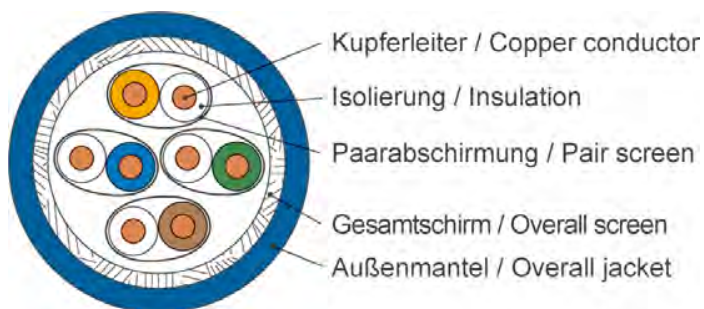 Kupferleiter / Copper conductor
Isolierung / Insulation
Paarabschirmung / Pair screen
Gesamtschirm / Overall screen
Außenmantel / Overall jacket